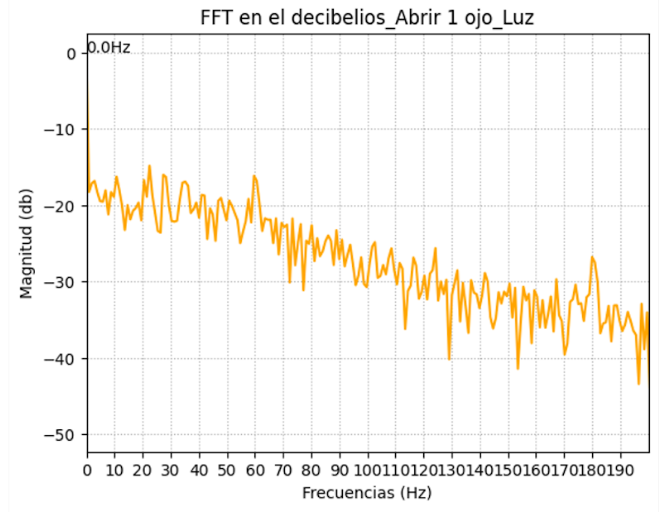 FFT en el decibelios_Abrir 1 ojo_Luz
0.0Hz
0
−10
−20
−30
−40
−50
Magnitud (db)
0 10 20 30 40 50 60 70 80 90 100110120130140150160170180190
Frecuencias (Hz)